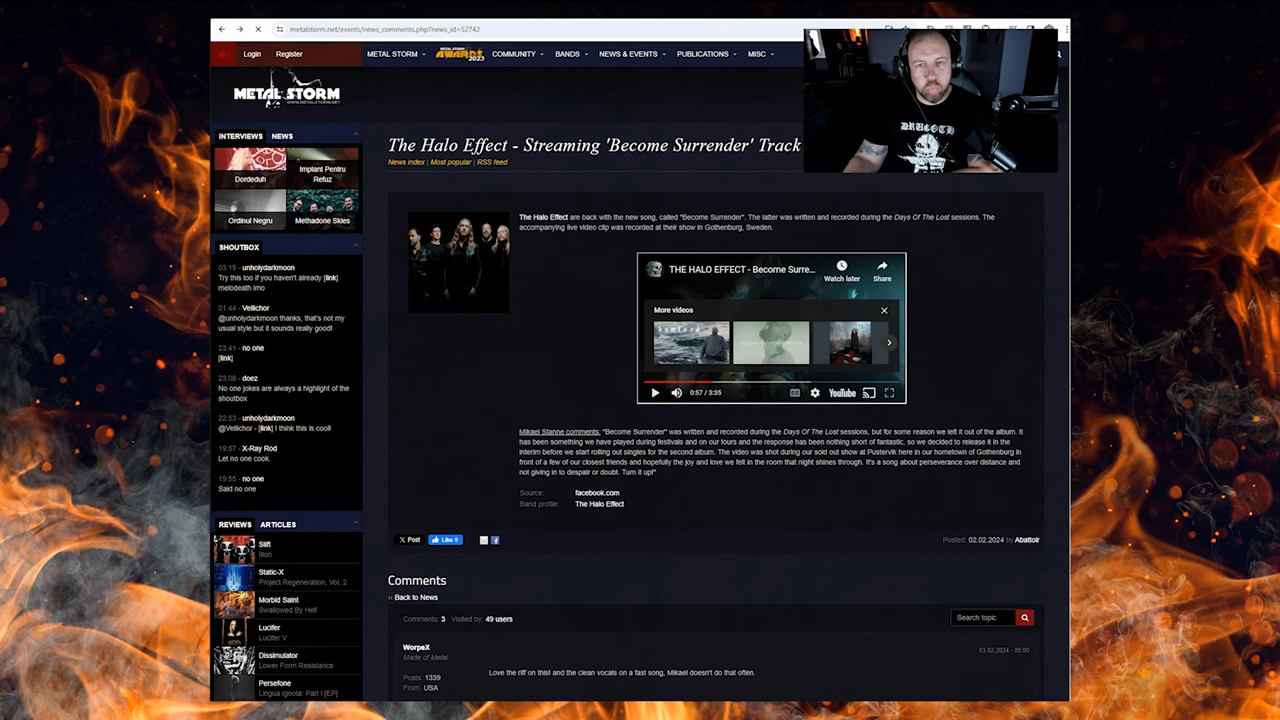 metalstorm.net/events/news_comments.php?news_id=52742
Login Register METAL STORM METAL STORM AWARDS 2023 COMMUNITY BANDS NEWS & EVENTS PUBLICATIONS MISC
METAL STORM
WWW.METALSTORM.NET
DRUGOTH
INTERVIEWS NEWS
Dordeduh
Implant Pentru
Refuz
Ordinul Negru
Methadone Skies
SHOUTBOX
03:19 - unholydarkmoon
Try this too if you haven't already [link]
melodeath imo
01:44 - Vellichor
@unholydarkmoon thanks, that's not my
usual style but it sounds really good!
23:41 - no one
[link]
23:08 - doez
No one jokes are always a highlight of the
shoutbox
22:53 - unholydarkmoon
@Vellichor - [link] I think this is cool!
19:57 - X-Ray Rod
Let no one cook.
19:55 - no one
Said no one
REVIEWS ARTICLES
Slift
Ilion
Static-X
Project Regeneration, Vol. 2
Morbid Saint
Swallowed By Hell
Lucifer
Lucifer V
Dissimulator
Lower Form Resistance
Persefone
Lingua Ignota: Part I [EP]
The Halo Effect - Streaming 'Become Surrender' Track
News index | Most popular | RSS feed
The Halo Effect are back with the new song, called "Become Surrender". The latter was written and recorded during the Days Of The Lost sessions. The
accompanying live video clip was recorded at their show in Gothenburg, Sweden.
THE HALO EFFECT - Become Surre...
Watch later Share
More videos
0:57 / 3:35 CC YouTube
Mikael Stanne comments: "Become Surrender" was written and recorded during the Days Of The Lost sessions, but for some reason we left it out of the album. It
has been something we have played during festivals and on our tours and the response has been nothing short of fantastic, so we decided to release it in the
interim before we start rolling out singles for the second album. The video was shot during our sold out show at Pustervik here in our hometown of Gothenburg in
front of a few of our closest friends and hopefully the joy and love we felt in the room that night shines through. It's a song about perseverance over distance and
not giving in to despair or doubt. Turn it up!"
Source: facebook.com
Band profile: The Halo Effect
X Post Like 0
Posted: 02.02.2024 by Abattoir
Comments
‹‹ Back to News
Comments: 3 Visited by: 49 users
Search topic
WorpeX
Made of Metal
Posts: 1339
From: USA
03.02.2024 - 05:00
Love the riff on this! and the clean vocals on a fast song, Mikael doesn't do that often.